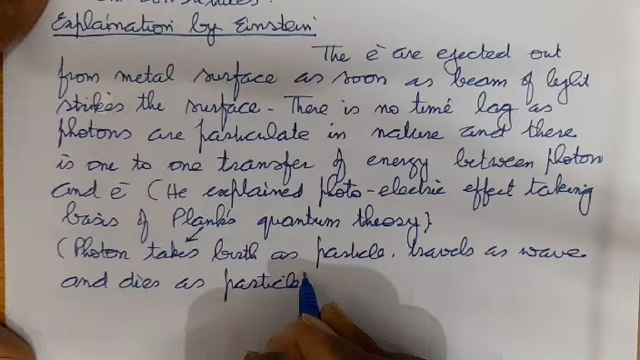 Explaination by Einstein
The e⁻ are ejected out
from metal surface as soon as beam of light
strikes the surface - There is no time lag as
photons are particulate in nature and there
is one to one transfer of energy between photon
and e⁻ (He explained photo-electric effect taking
basis of Plank's quantum theory}
(Photon takes birth as particle, travels as wave
and dies as particle